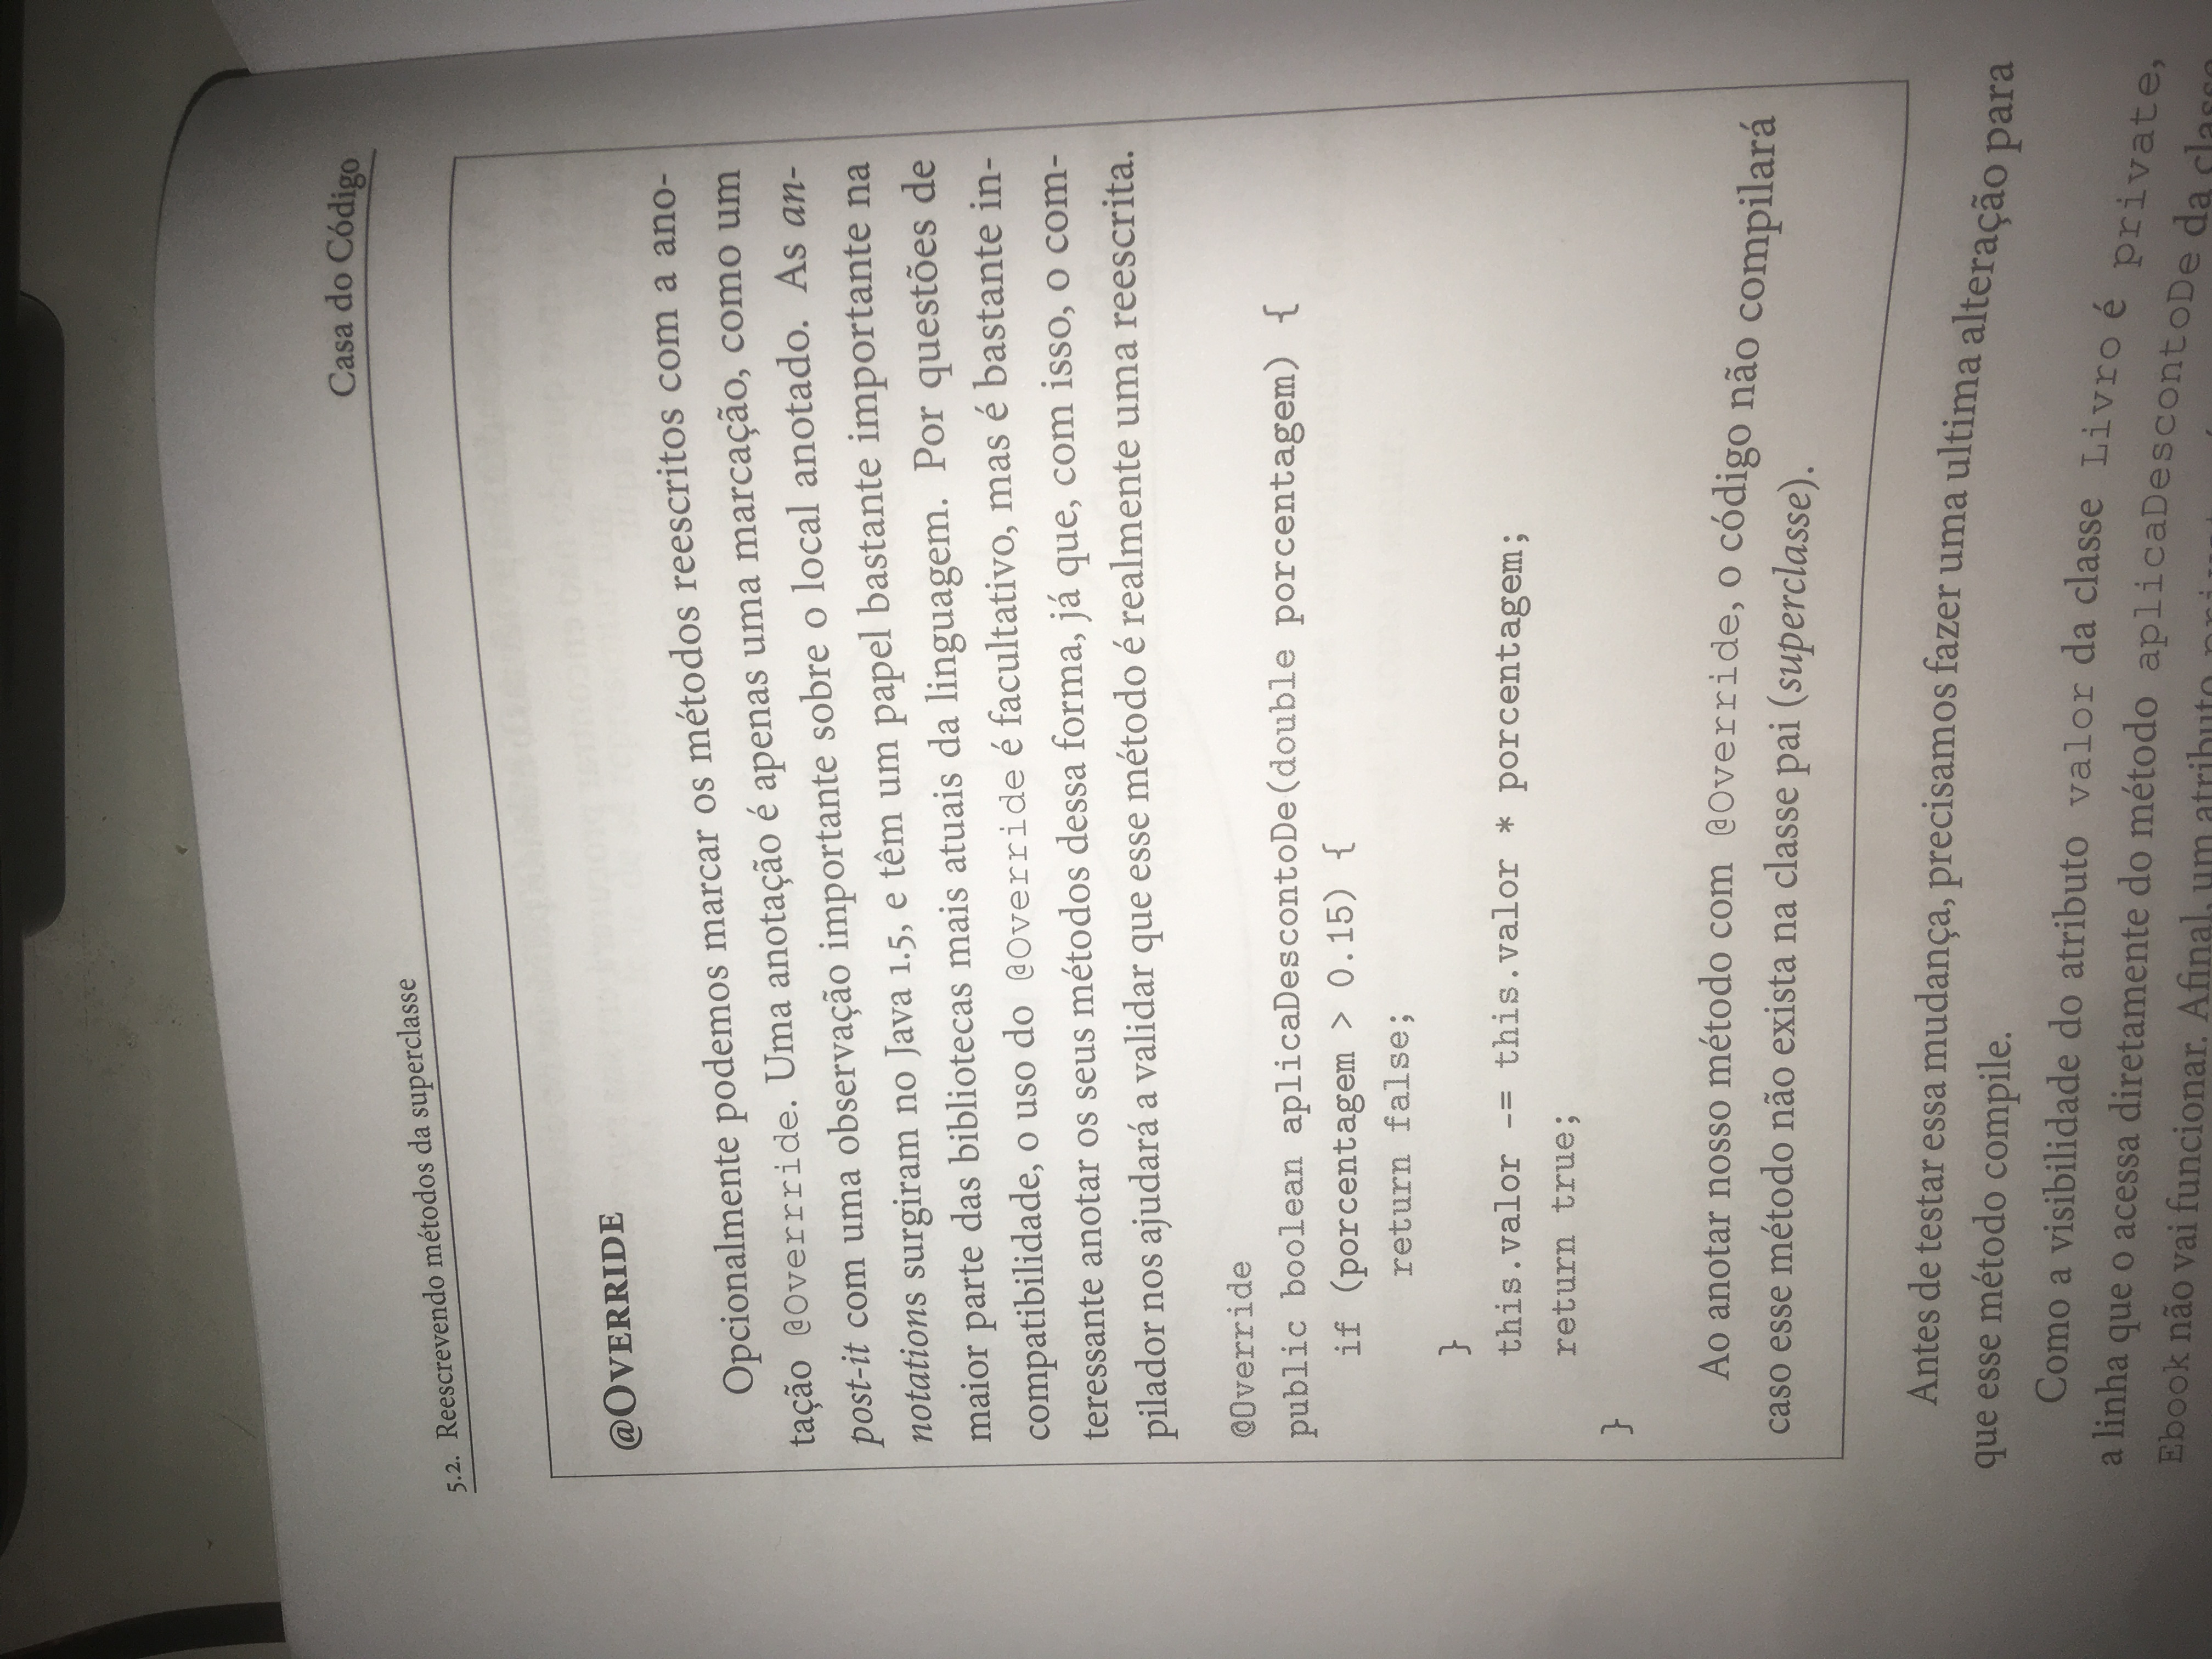 Casa do Código
5.2. Reescrevendo métodos da superclasse
@OVERRIDE
Opcionalmente podemos marcar os métodos reescritos com a ano-
tação @Overrride. Uma anotação é apenas uma marcação, como um
post-it com uma observação importante sobre o local anotado. As an-
notations surgiram no Java 1.5, e têm um papel bastante importante na
maior parte das bibliotecas mais atuais da linguagem. Por questões de
compatibilidade, o uso do @Override é facultativo, mas é bastante in-
teressante anotar os seus métodos dessa forma, já que, com isso, o com-
pilador nos ajudará a validar que esse método é realmente uma reescrita.
@Override
public boolean aplicaDescontoDe(double porcentagem) {
    if (porcentagem > 0.15) {
        return false;
    }
    this.valor -= this.valor * porcentagem;
    return true;
}
Ao anotar nosso método com @Override, o código não compilará
caso esse método não exista na classe pai (superclasse).
Antes de testar essa mudança, precisamos fazer uma ultima alteração para
que esse método compile.
Como a visibilidade do atributo valor da classe Livro é private,
a linha que o acessa diretamente do método aplicaDescontoDe da classe
Ebook não vai funcionar. Afinal, um atributo